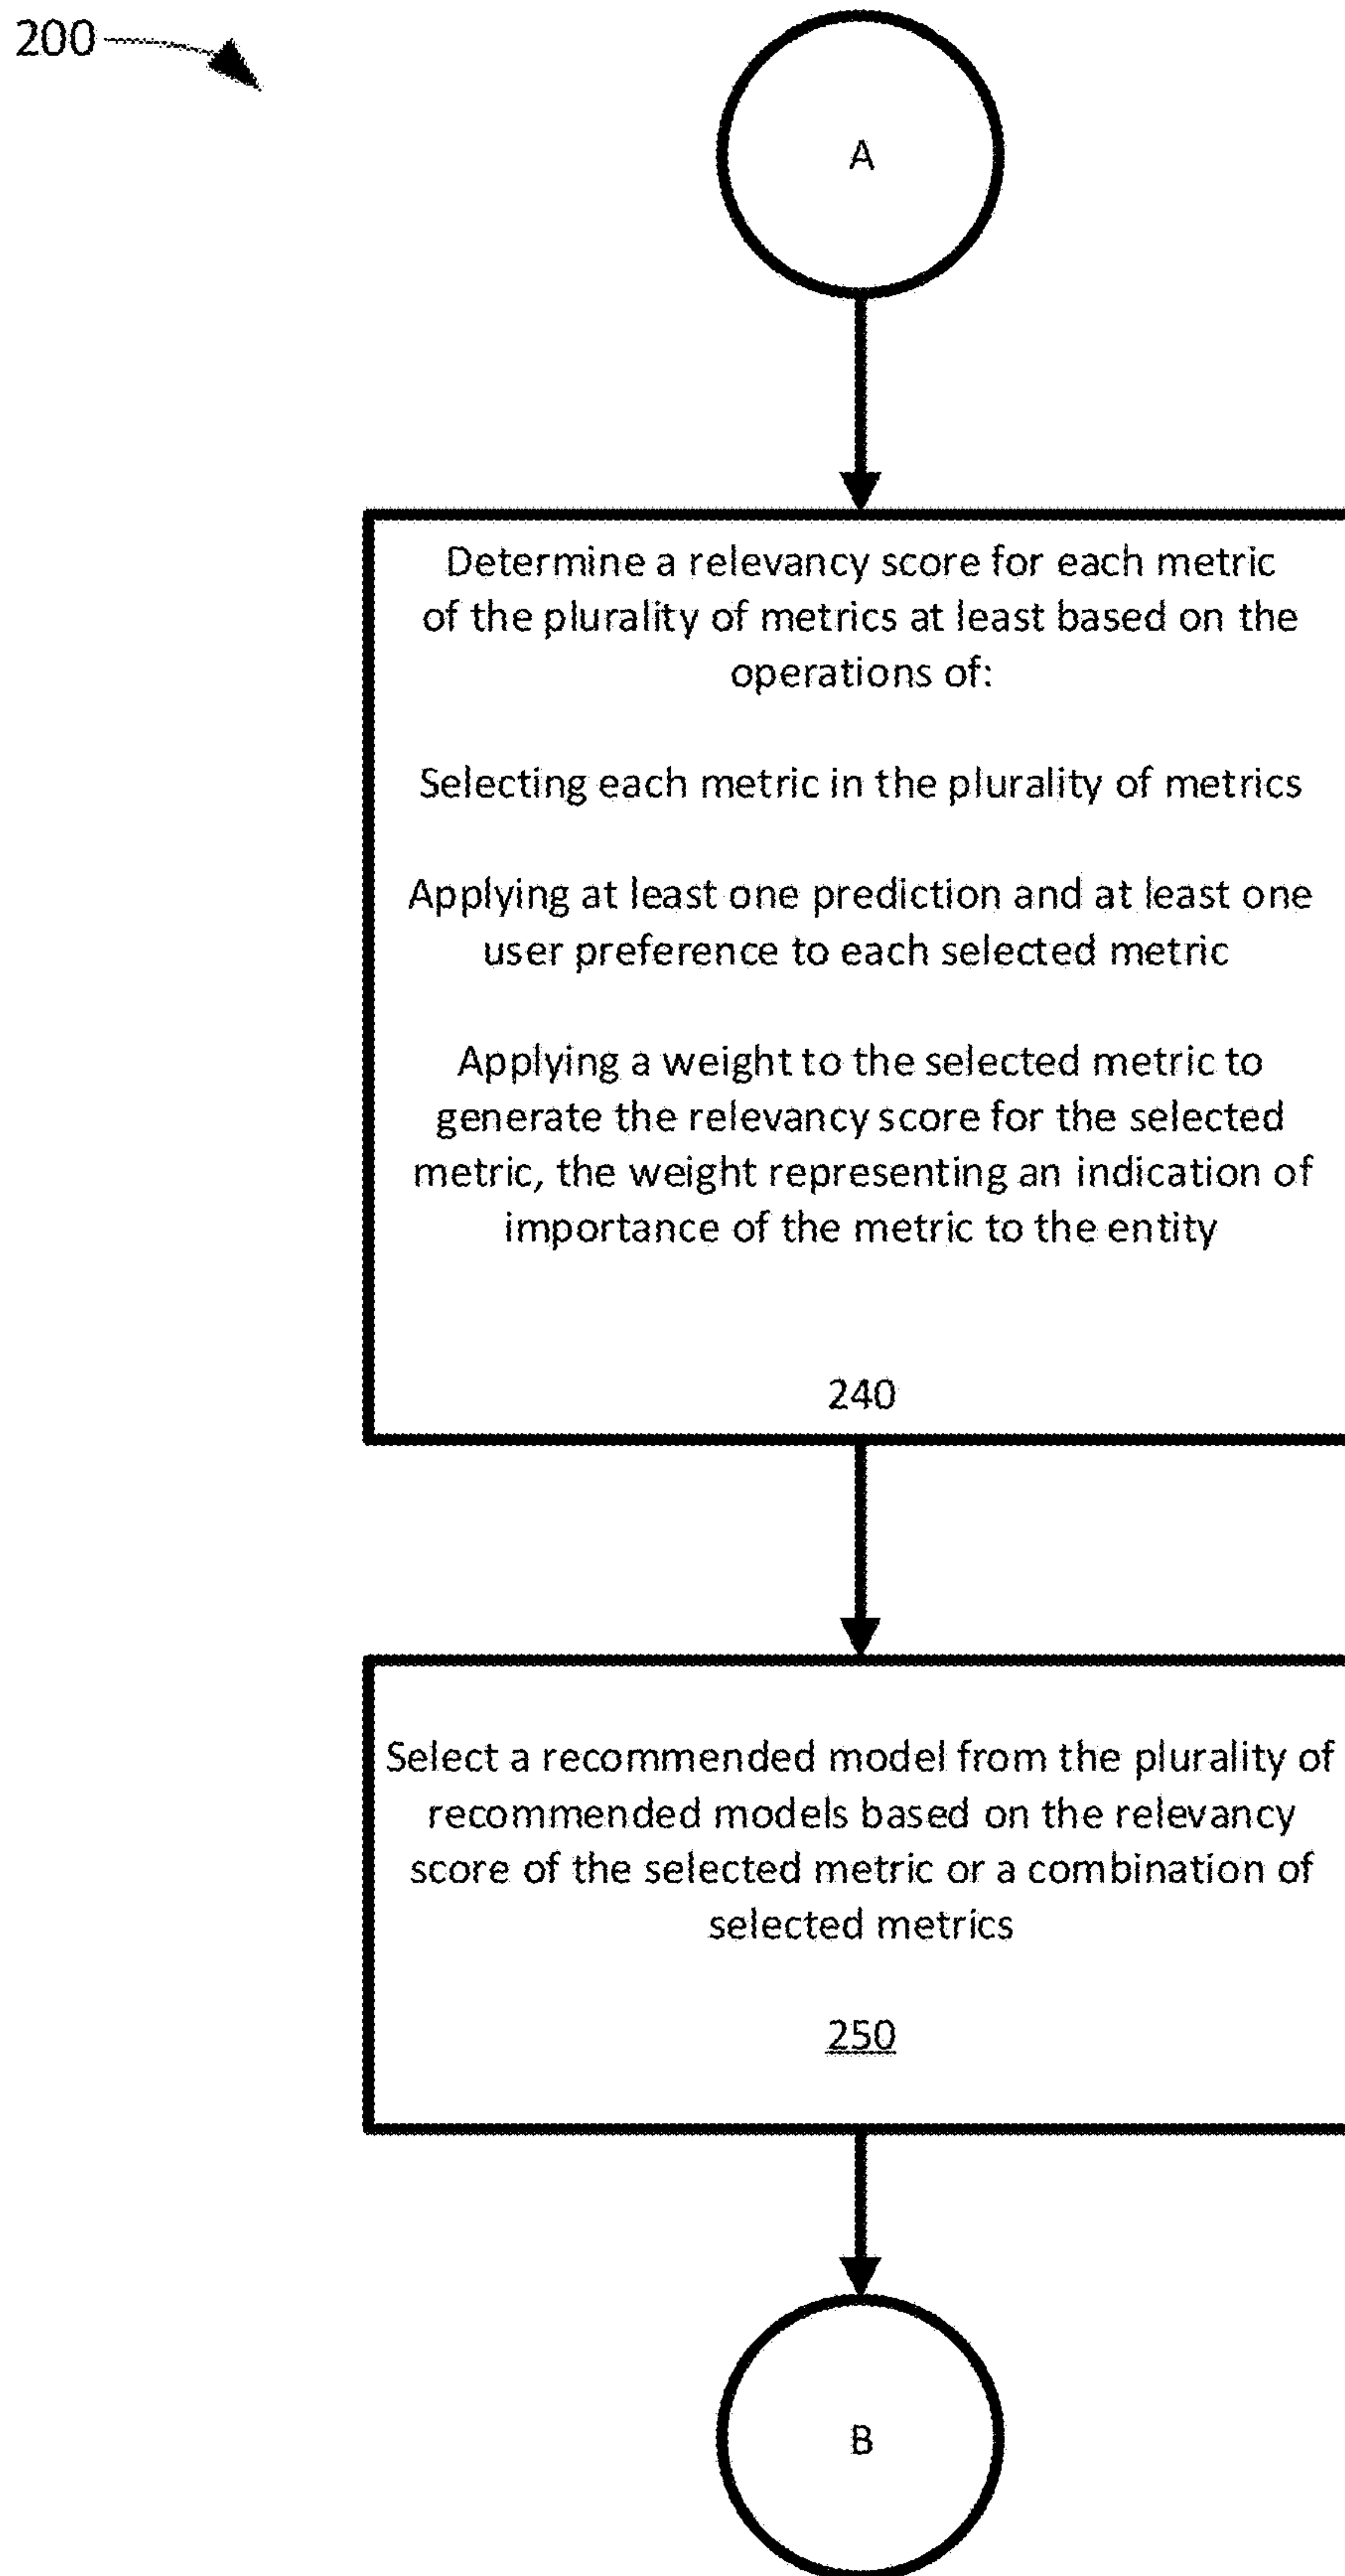 200
A
Determine a relevancy score for each metric
of the plurality of metrics at least based on the
operations of:
Selecting each metric in the plurality of metrics
Applying at least one prediction and at least one
user preference to each selected metric
Applying a weight to the selected metric to
generate the relevancy score for the selected
metric, the weight representing an indication of
importance of the metric to the entity
240
Select a recommended model from the plurality of
recommended models based on the relevancy
score of the selected metric or a combination of
selected metrics
250
B